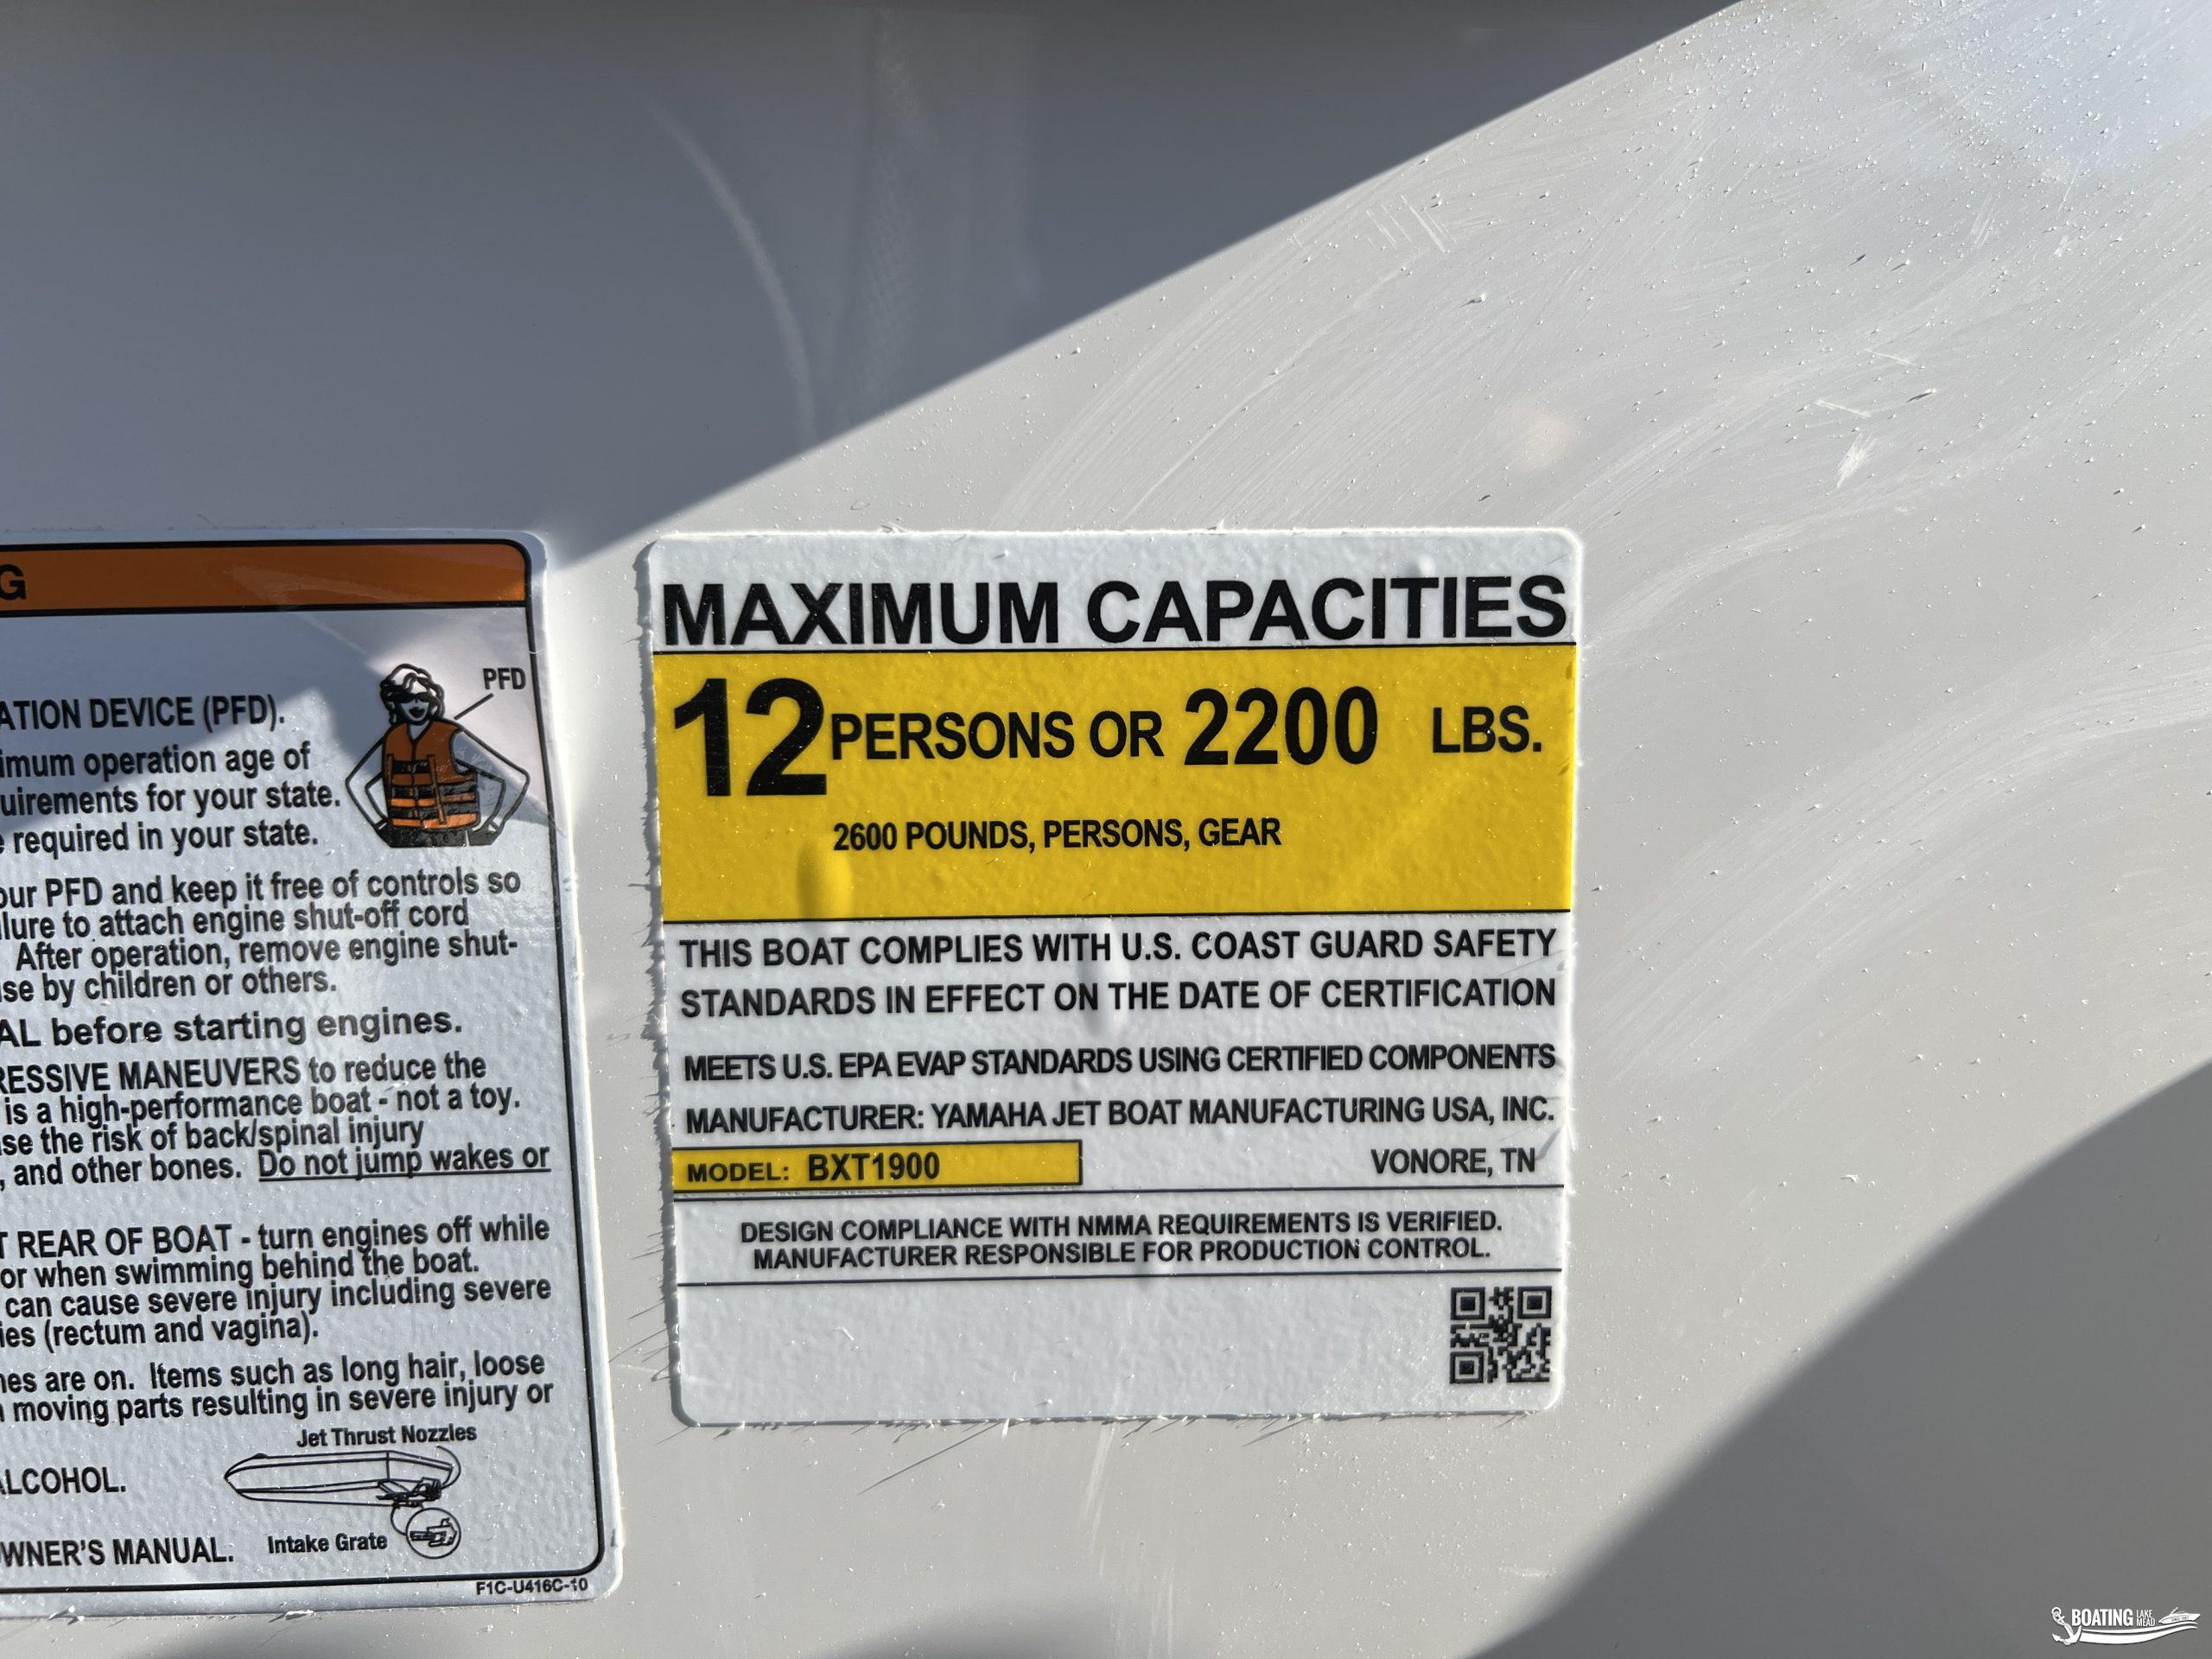 G
PFD
ATION DEVICE (PFD).
imum operation age of
uirements for your state.
e required in your state.
our PFD and keep it free of controls so
ilure to attach engine shut-off cord
After operation, remove engine shut-
se by children or others.
AL before starting engines.
RESSIVE MANEUVERS to reduce the
is a high-performance boat - not a toy.
se the risk of back/spinal injury
, and other bones. Do not jump wakes or
T REAR OF BOAT - turn engines off while
or when swimming behind the boat.
can cause severe injury including severe
ies (rectum and vagina).
nes are on. Items such as long hair, loose
n moving parts resulting in severe injury or
Jet Thrust Nozzles
ALCOHOL.
WNER'S MANUAL.
Intake Grate
F1C-U416C-10
MAXIMUM CAPACITIES
12 PERSONS OR 2200 LBS.
2600 POUNDS, PERSONS, GEAR
THIS BOAT COMPLIES WITH U.S. COAST GUARD SAFETY
STANDARDS IN EFFECT ON THE DATE OF CERTIFICATION
MEETS U.S. EPA EVAP STANDARDS USING CERTIFIED COMPONENTS
MANUFACTURER: YAMAHA JET BOAT MANUFACTURING USA, INC.
MODEL: BXT1900
VONORE, TN
DESIGN COMPLIANCE WITH NMMA REQUIREMENTS IS VERIFIED.
MANUFACTURER RESPONSIBLE FOR PRODUCTION CONTROL.
BOATING LAKE MEAD